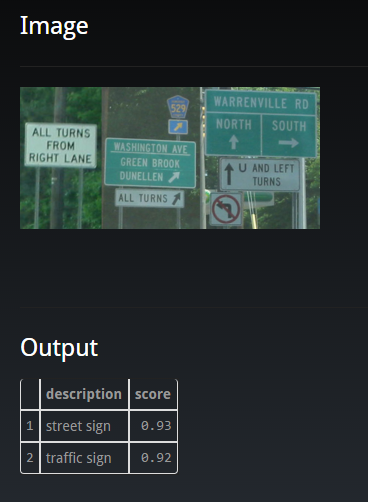 Image
ALL TURNS
FROM
RIGHT LANE
529
WASHINGTON AVE
GREEN BROOK
DUNELLEN
ALL TURNS
WARRENVILLE RD
NORTH SOUTH
U AND LEFT
TURNS
Output
description score
1 street sign 0.93
2 traffic sign 0.92